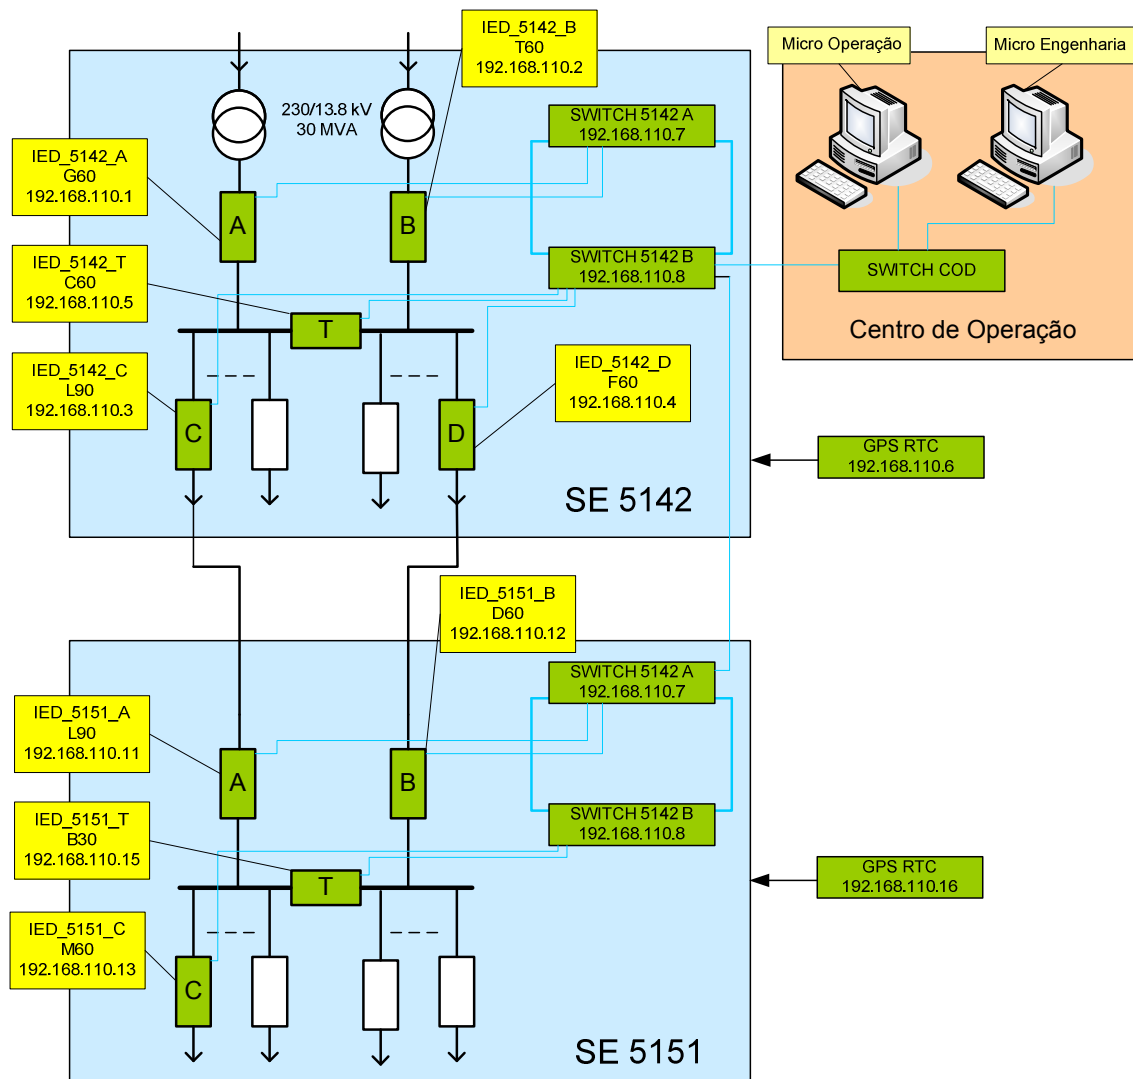 IED_5142_B
T60
192.168.110.2
Micro Operação
Micro Engenharia
230/13.8 kV
30 MVA
SWITCH 5142 A
192.168.110.7
IED_5142_A
G60
192.168.110.1
A
B
IED_5142_T
C60
192.168.110.5
SWITCH 5142 B
192.168.110.8
SWITCH COD
T
Centro de Operação
IED_5142_C
L90
192.168.110.3
IED_5142_D
F60
192.168.110.4
C
D
GPS RTC
192.168.110.6
SE 5142
IED_5151_B
D60
192.168.110.12
SWITCH 5142 A
192.168.110.7
IED_5151_A
L90
192.168.110.11
A
B
IED_5151_T
B30
192.168.110.15
SWITCH 5142 B
192.168.110.8
T
GPS RTC
192.168.110.16
IED_5151_C
M60
192.168.110.13
C
SE 5151